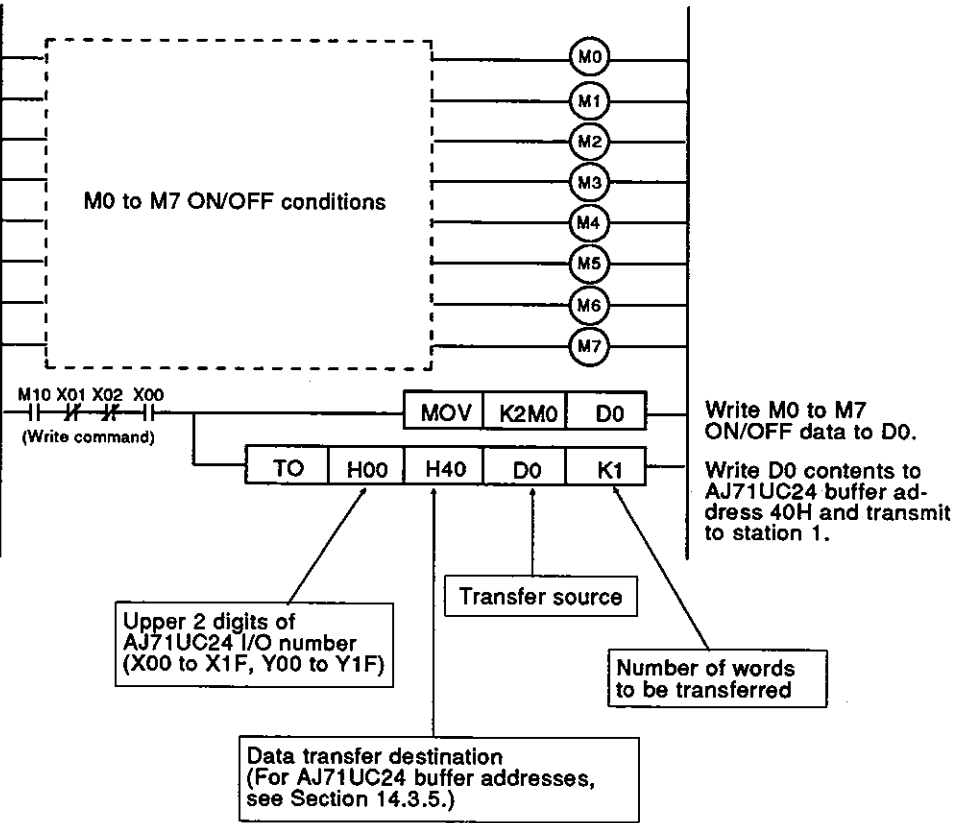 M0
M1
M2
M0 to M7 ON/OFF conditions
M3
M4
M5
M6
M7
M10 X01 X02 X00
(Write command)
MOV K2M0 D0
Write M0 to M7
ON/OFF data to D0.
TO H00 H40 D0 K1
Write D0 contents to
AJ71UC24 buffer ad-
dress 40H and transmit
to station 1.
Transfer source
Upper 2 digits of
AJ71UC24 I/O number
(X00 to X1F, Y00 to Y1F)
Number of words
to be transferred
Data transfer destination
(For AJ71UC24 buffer addresses,
see Section 14.3.5.)